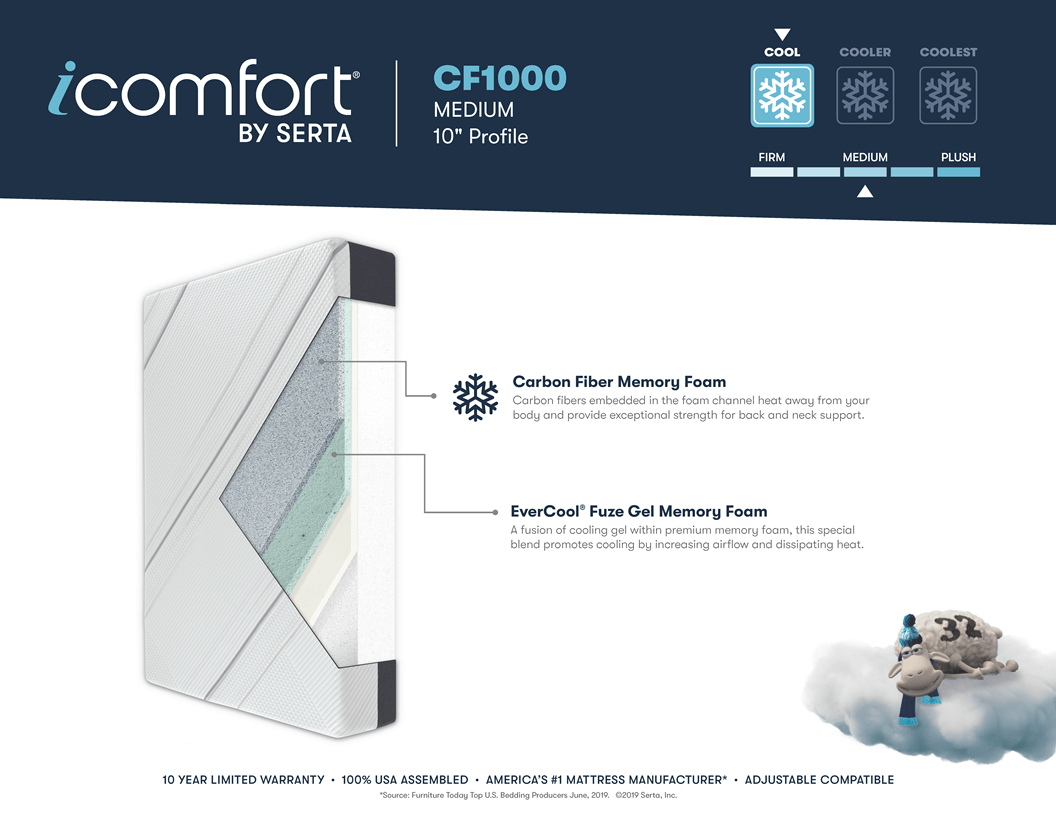 icomfort®
BY SERTA
CF1000
MEDIUM
10" Profile
COOL COOLER COOLEST
FIRM MEDIUM PLUSH
Carbon Fiber Memory Foam
Carbon fibers embedded in the foam channel heat away from your
body and provide exceptional strength for back and neck support.
EverCool® Fuze Gel Memory Foam
A fusion of cooling gel within premium memory foam, this special
blend promotes cooling by increasing airflow and dissipating heat.
32
10 YEAR LIMITED WARRANTY • 100% USA ASSEMBLED • AMERICA'S #1 MATTRESS MANUFACTURER* • ADJUSTABLE COMPATIBLE
*Source: Furniture Today Top U.S. Bedding Producers June, 2019. ©2019 Serta, Inc.